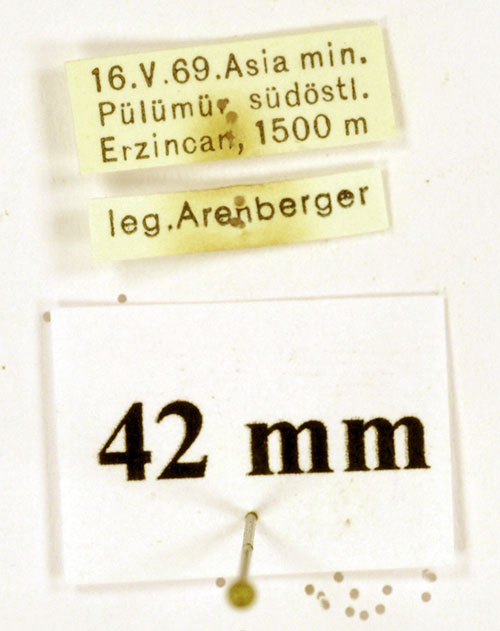 16.V.69.Asia min.
Pülümür, südöstl.
Erzincan, 1500 m
leg.Arenberger
42 mm